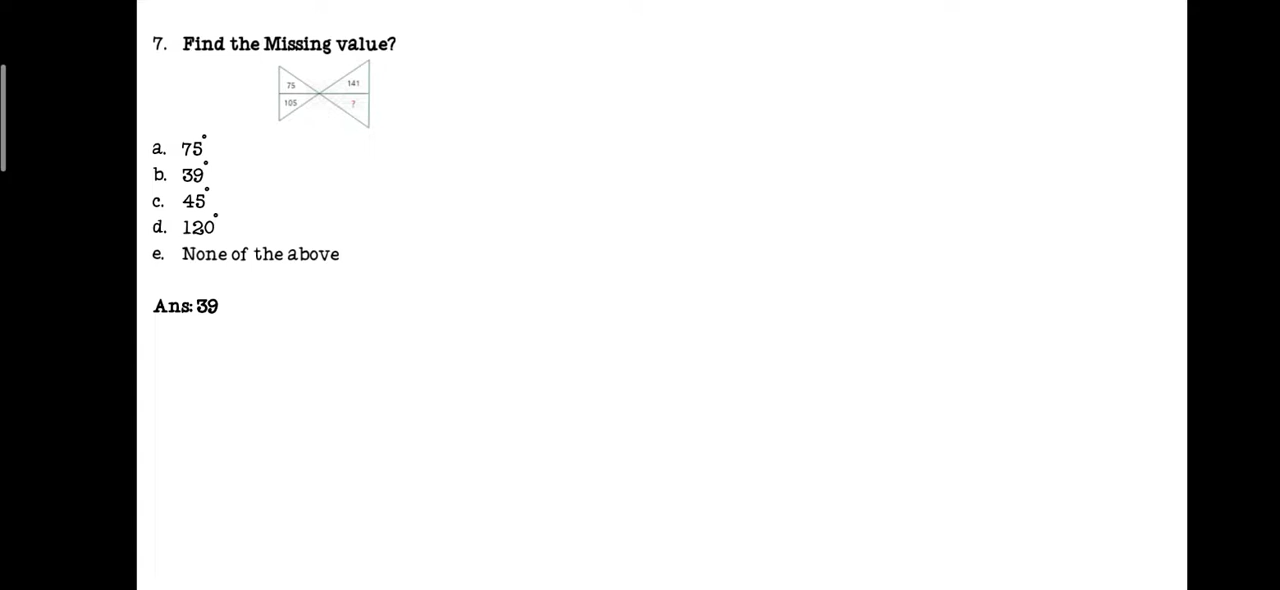 7. Find the Missing value?
75 141
105 ?
a. 75°
b. 39°
c. 45°
d. 120°
e. None of the above
Ans: 39